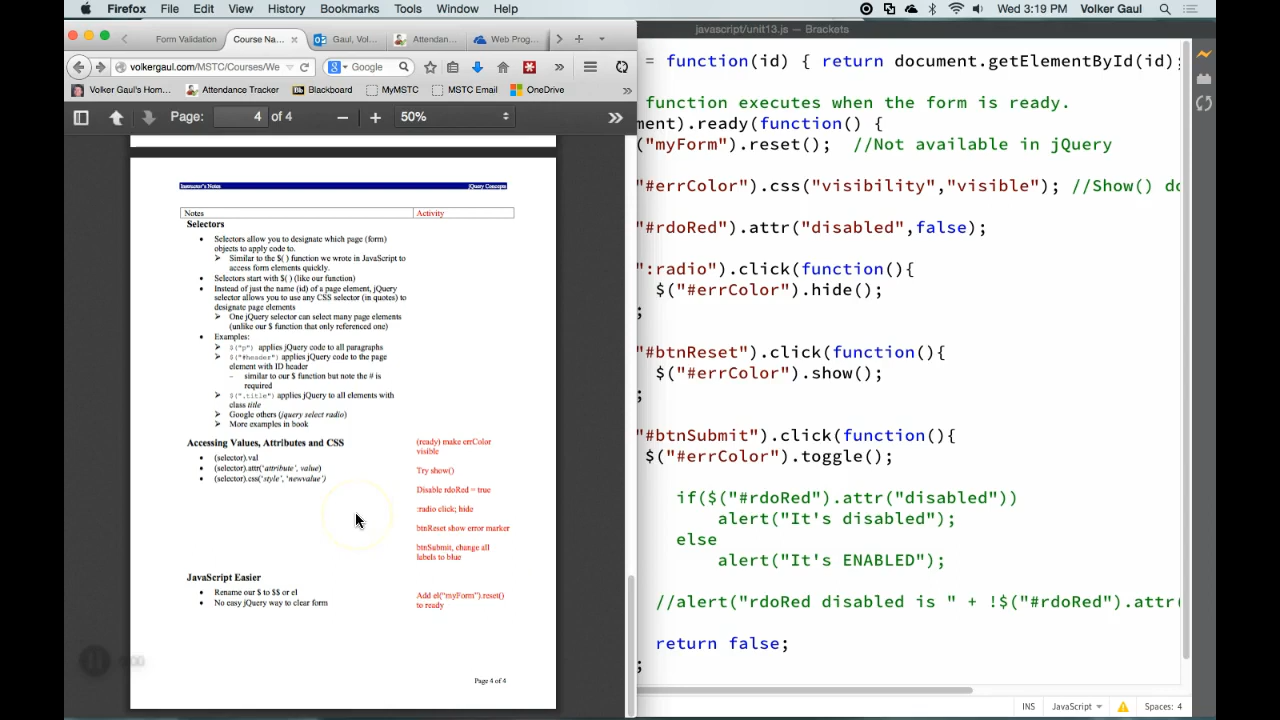 Firefox File Edit View History Bookmarks Tools Window Help Wed 3:19 PM Volker Gaul
Form Validation Course Na... Gaul, Vol... Attendan... Web Prog...
volkergaul.com/MSTC/Courses/We Google
Volker Gaul's Hom... Attendance Tracker Blackboard MyMSTC MSTC Email OneDrive
Page: 4 of 4 50%
Instructor's Notes jQuery Concepts
Notes Activity
Selectors
Selectors allow you to designate which page (form)
objects to apply code to.
Similar to the $( ) function we wrote in JavaScript to
access form elements quickly.
Selectors start with $( ) (like our function)
Instead of just the name (id) of a page element, jQuery
selector allows you to use any CSS selector (in quotes) to
designate page elements
One jQuery selector can select many page elements
(unlike our $ function that only referenced one)
Examples:
$("p") applies jQuery code to all paragraphs
$("#header") applies jQuery code to the page
element with ID header
similar to our $ function but note the # is
required
$(".title") applies jQuery to all elements with
class title
Google others (jquery select radio)
More examples in book
Accessing Values, Attributes and CSS
(selector).val
(selector).attr('attribute', value)
(selector).css('style', 'newvalue')
(ready) make errColor
visible
Try show()
Disable rdoRed = true
:radio click; hide
btnReset show error marker
btnSubmit, change all
labels to blue
JavaScript Easier
Rename our $ to $$ or el
No easy jQuery way to clear form
Add el("myForm").reset()
to ready
Page 4 of 4
javascript/unit13.js — Brackets
= function(id) { return document.getElementById(id);
function executes when the form is ready.
ment).ready(function() {
("myForm").reset(); //Not available in jQuery
"#errColor").css("visibility","visible"); //Show() do
"#rdoRed").attr("disabled",false);
":radio").click(function(){
$("#errColor").hide();
;
"#btnReset").click(function(){
$("#errColor").show();
;
"#btnSubmit").click(function(){
$("#errColor").toggle();
if($("#rdoRed").attr("disabled"))
alert("It's disabled");
else
alert("It's ENABLED");
//alert("rdoRed disabled is " + !$("#rdoRed").attr(
return false;
;
INS JavaScript Spaces: 4